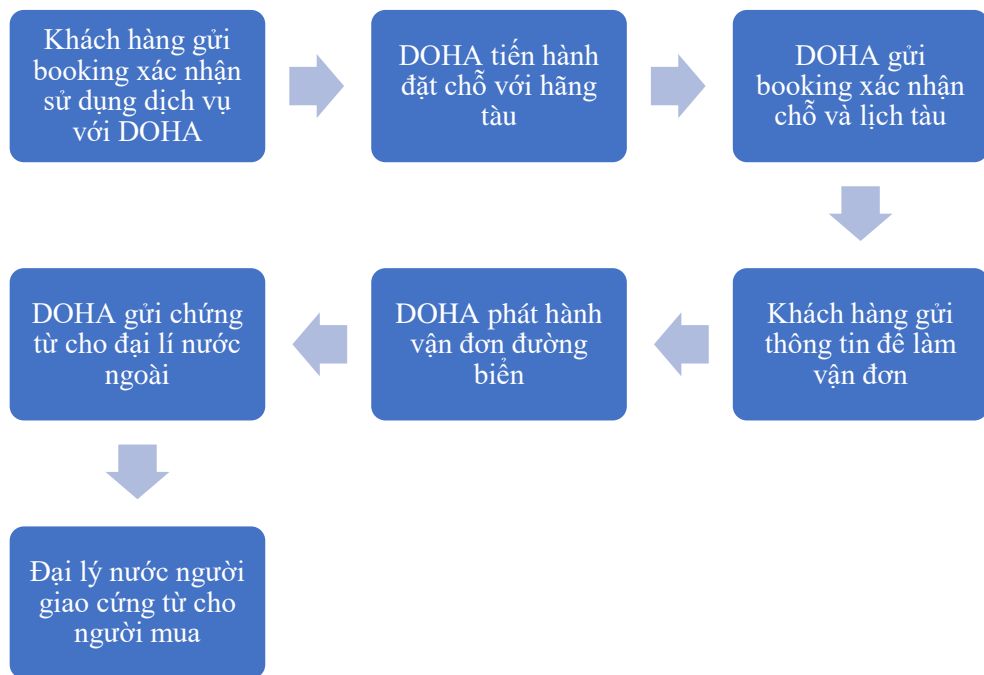 Khách hàng gửi
booking xác nhận
sử dụng dịch vụ
với DOHA
DOHA tiến hành
đặt chỗ với hãng
tàu
DOHA gửi
booking xác nhận
chỗ và lịch tàu
Khách hàng gửi
thông tin để làm
vận đơn
DOHA phát hành
vận đơn đường
biển
DOHA gửi chứng
từ cho đại lí nước
ngoài
Đại lý nước người
giao cứng từ cho
người mua